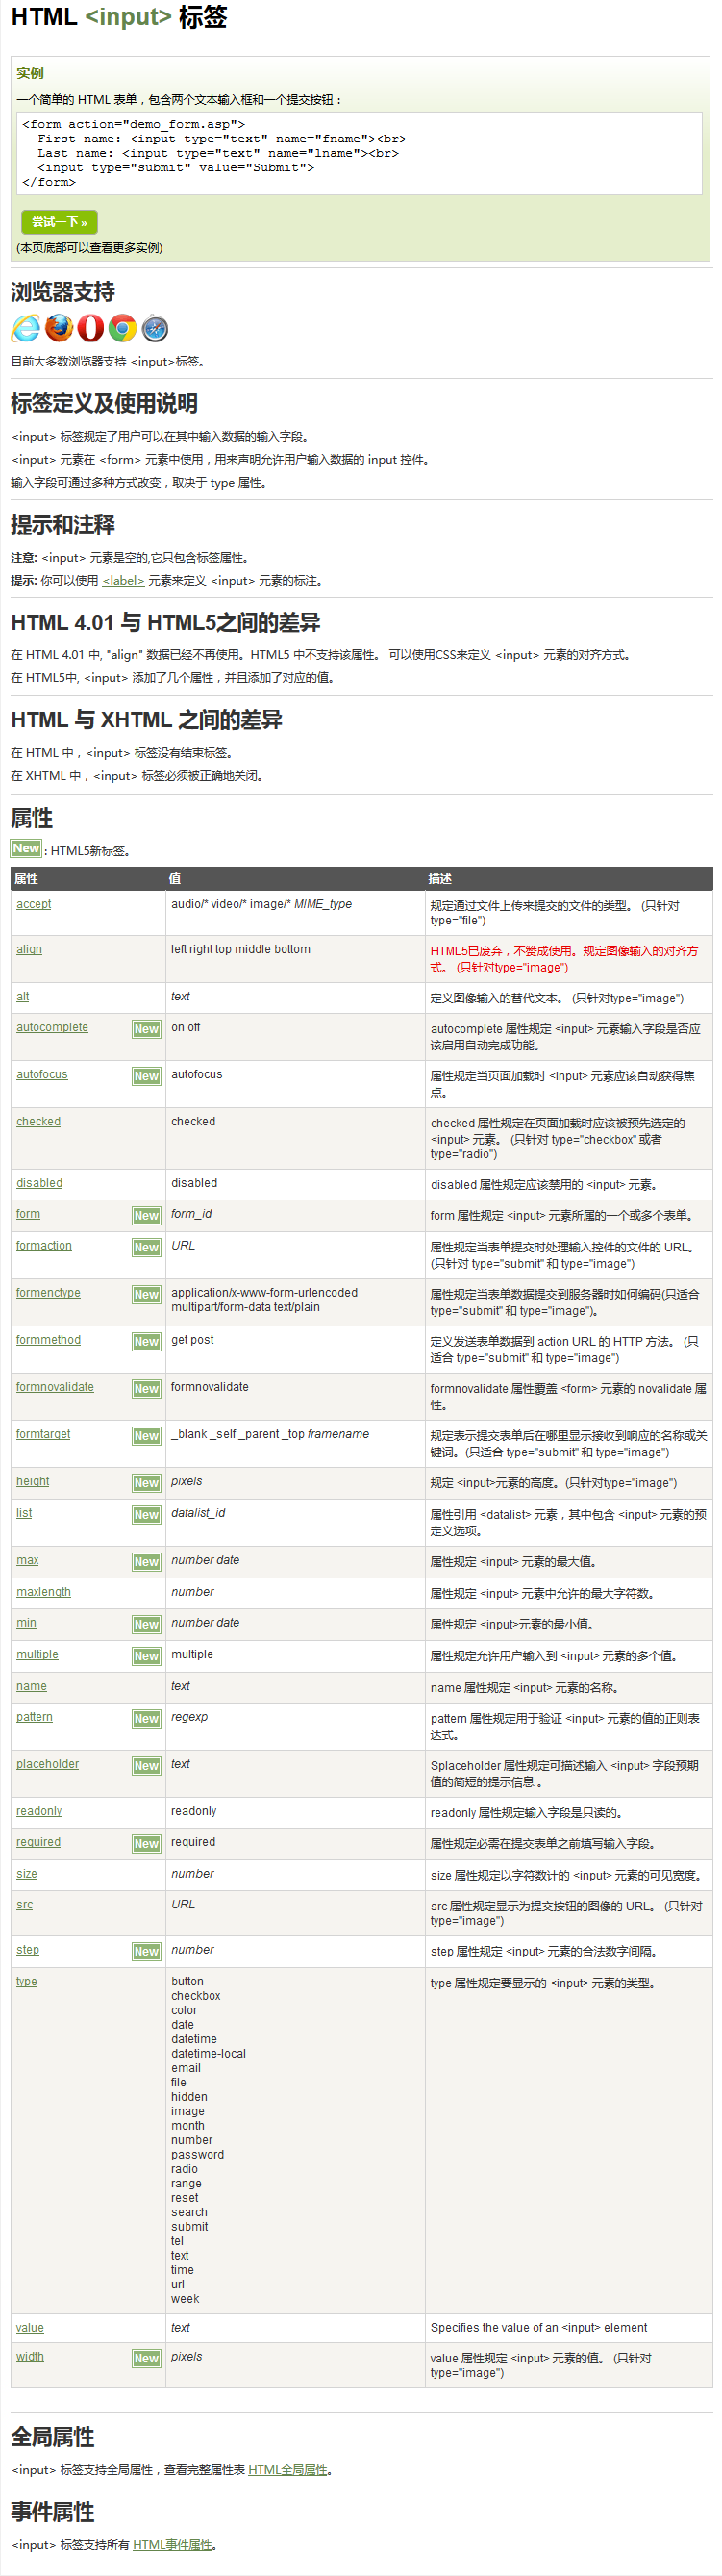 HTML <input> 标签
实例
一个简单的 HTML 表单，包含两个文本输入框和一个提交按钮：
<form action="demo_form.asp">
First name: <input type="text" name="fname"><br>
Last name: <input type="text" name="lname"><br>
<input type="submit" value="Submit">
</form>
尝试一下 »
(本页底部可以查看更多实例)
浏览器支持
目前大多数浏览器支持 <input>标签。
标签定义及使用说明
<input> 标签规定了用户可以在其中输入数据的输入字段。
<input> 元素在 <form> 元素中使用，用来声明允许用户输入数据的 input 控件。
输入字段可通过多种方式改变，取决于 type 属性。
提示和注释
注意: <input> 元素是空的,它只包含标签属性。
提示: 你可以使用 <label> 元素来定义 <input> 元素的标注。
HTML 4.01 与 HTML5之间的差异
在 HTML 4.01 中, "align" 数据已经不再使用。HTML5 中不支持该属性。 可以使用CSS来定义 <input> 元素的对齐方式。
在 HTML5中, <input> 添加了几个属性，并且添加了对应的值。
HTML 与 XHTML 之间的差异
在 HTML 中，<input> 标签没有结束标签。
在 XHTML 中，<input> 标签必须被正确地关闭。
属性
New : HTML5新标签。
属性 值 描述
accept audio/* video/* image/* MIME_type 规定通过文件上传来提交的文件的类型。 (只针对
type="file")
align left right top middle bottom HTML5已废弃，不赞成使用。规定图像输入的对齐方
式。 (只针对type="image")
alt text 定义图像输入的替代文本。 (只针对type="image")
autocomplete New on off autocomplete 属性规定 <input> 元素输入字段是否应
该启用自动完成功能。
autofocus New autofocus 属性规定当页面加载时 <input> 元素应该自动获得焦
点。
checked checked checked 属性规定在页面加载时应该被预先选定的
<input> 元素。 (只针对 type="checkbox" 或者
type="radio")
disabled disabled disabled 属性规定应该禁用的 <input> 元素。
form New form_id form 属性规定 <input> 元素所属的一个或多个表单。
formaction New URL 属性规定当表单提交时处理输入控件的文件的 URL。
(只针对 type="submit" 和 type="image")
formenctype New application/x-www-form-urlencoded 属性规定当表单数据提交到服务器时如何编码(只适合
multipart/form-data text/plain type="submit" 和 type="image")。
formmethod New get post 定义发送表单数据到 action URL 的 HTTP 方法。 (只
适合 type="submit" 和 type="image")
formnovalidate New formnovalidate formnovalidate 属性覆盖 <form> 元素的 novalidate 属
性。
formtarget New _blank _self _parent _top framename 规定表示提交表单后在哪里显示接收到响应的名称或关
键词。(只适合 type="submit" 和 type="image")
height New pixels 规定 <input>元素的高度。(只针对type="image")
list New datalist_id 属性引用 <datalist> 元素，其中包含 <input> 元素的预
定义选项。
max New number date 属性规定 <input> 元素的最大值。
maxlength number 属性规定 <input> 元素中允许的最大字符数。
min New number date 属性规定 <input>元素的最小值。
multiple New multiple 属性规定允许用户输入到 <input> 元素的多个值。
name text name 属性规定 <input> 元素的名称。
pattern New regexp pattern 属性规定用于验证 <input> 元素的值的正则表
达式。
placeholder New text Splaceholder 属性规定可描述输入 <input> 字段预期
值的简短的提示信息 。
readonly readonly readonly 属性规定输入字段是只读的。
required New required 属性规定必需在提交表单之前填写输入字段。
size number size 属性规定以字符数计的 <input> 元素的可见宽度。
src URL src 属性规定显示为提交按钮的图像的 URL。 (只针对
type="image")
step New number step 属性规定 <input> 元素的合法数字间隔。
type button type 属性规定要显示的 <input> 元素的类型。
checkbox
color
date
datetime
datetime-local
email
file
hidden
image
month
number
password
radio
range
reset
search
submit
tel
text
time
url
week
value text Specifies the value of an <input> element
width New pixels value 属性规定 <input> 元素的值。 (只针对
type="image")
全局属性
<input> 标签支持全局属性，查看完整属性表 HTML全局属性。
事件属性
<input> 标签支持所有 HTML事件属性。